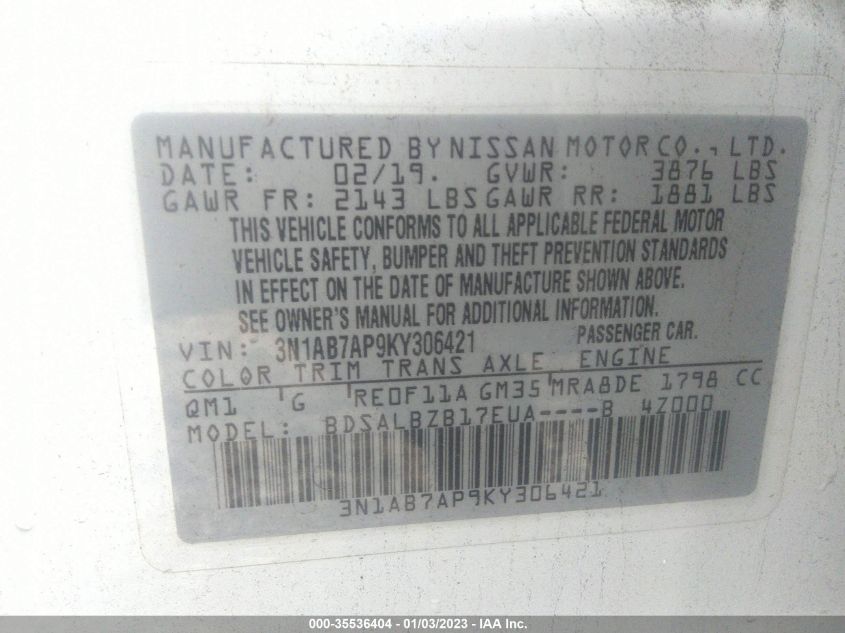 MANUFACTURED BY NISSAN MOTOR CO., LTD.
DATE: 02/19. GVWR: 3876 LBS
GAWR FR: 2143 LBS GAWR RR: 1881 LBS
THIS VEHICLE CONFORMS TO ALL APPLICABLE FEDERAL MOTOR
VEHICLE SAFETY, BUMPER AND THEFT PREVENTION STANDARDS
IN EFFECT ON THE DATE OF MANUFACTURE SHOWN ABOVE.
SEE OWNER'S MANUAL FOR ADDITIONAL INFORMATION.
VIN: 3N1AB7AP9KY306421 PASSENGER CAR.
COLOR TRIM TRANS AXLE ENGINE
QM1 G RE0F11A GM35 MRA8DE 1798 CC
MODEL: BDSALBZB17EUA----B 4Z000
3N1AB7AP9KY306421
000-35536404 - 01/03/2023 - IAA Inc.